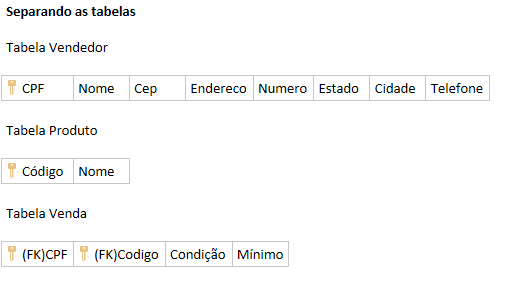 Separando as tabelas
Tabela Vendedor
CPF Nome Cep Endereco Numero Estado Cidade Telefone
Tabela Produto
Código Nome
Tabela Venda
(FK)CPF (FK)Codigo Condição Mínimo